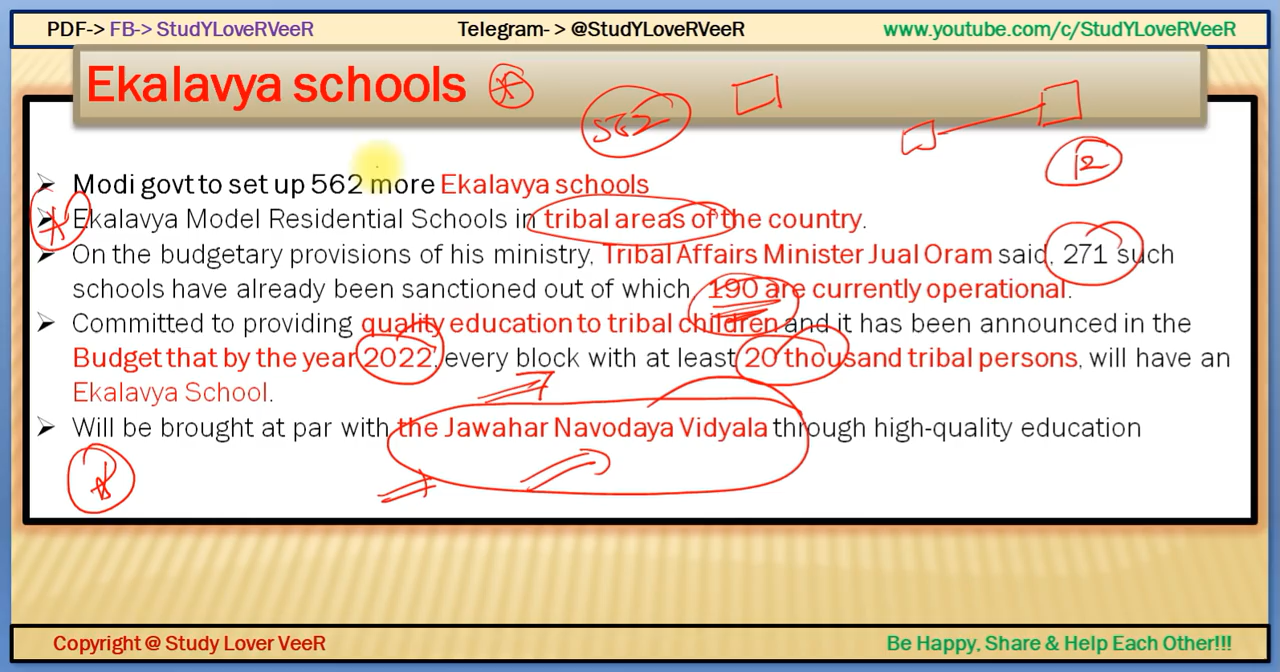 PDF-> FB-> StudYLoveRVeeR Telegram- > @StudYLoveRVeeR www.youtube.com/c/StudYLoveRVeeR
Ekalavya schools
562
12
Modi govt to set up 562 more Ekalavya schools
Ekalavya Model Residential Schools in tribal areas of the country.
On the budgetary provisions of his ministry, Tribal Affairs Minister Jual Oram said, 271 such
schools have already been sanctioned out of which, 190 are currently operational.
Committed to providing quality education to tribal children and it has been announced in the
Budget that by the year 2022, every block with at least 20 thousand tribal persons, will have an
Ekalavya School.
Will be brought at par with the Jawahar Navodaya Vidyala through high-quality education
Copyright @ Study Lover VeeR Be Happy, Share & Help Each Other!!!